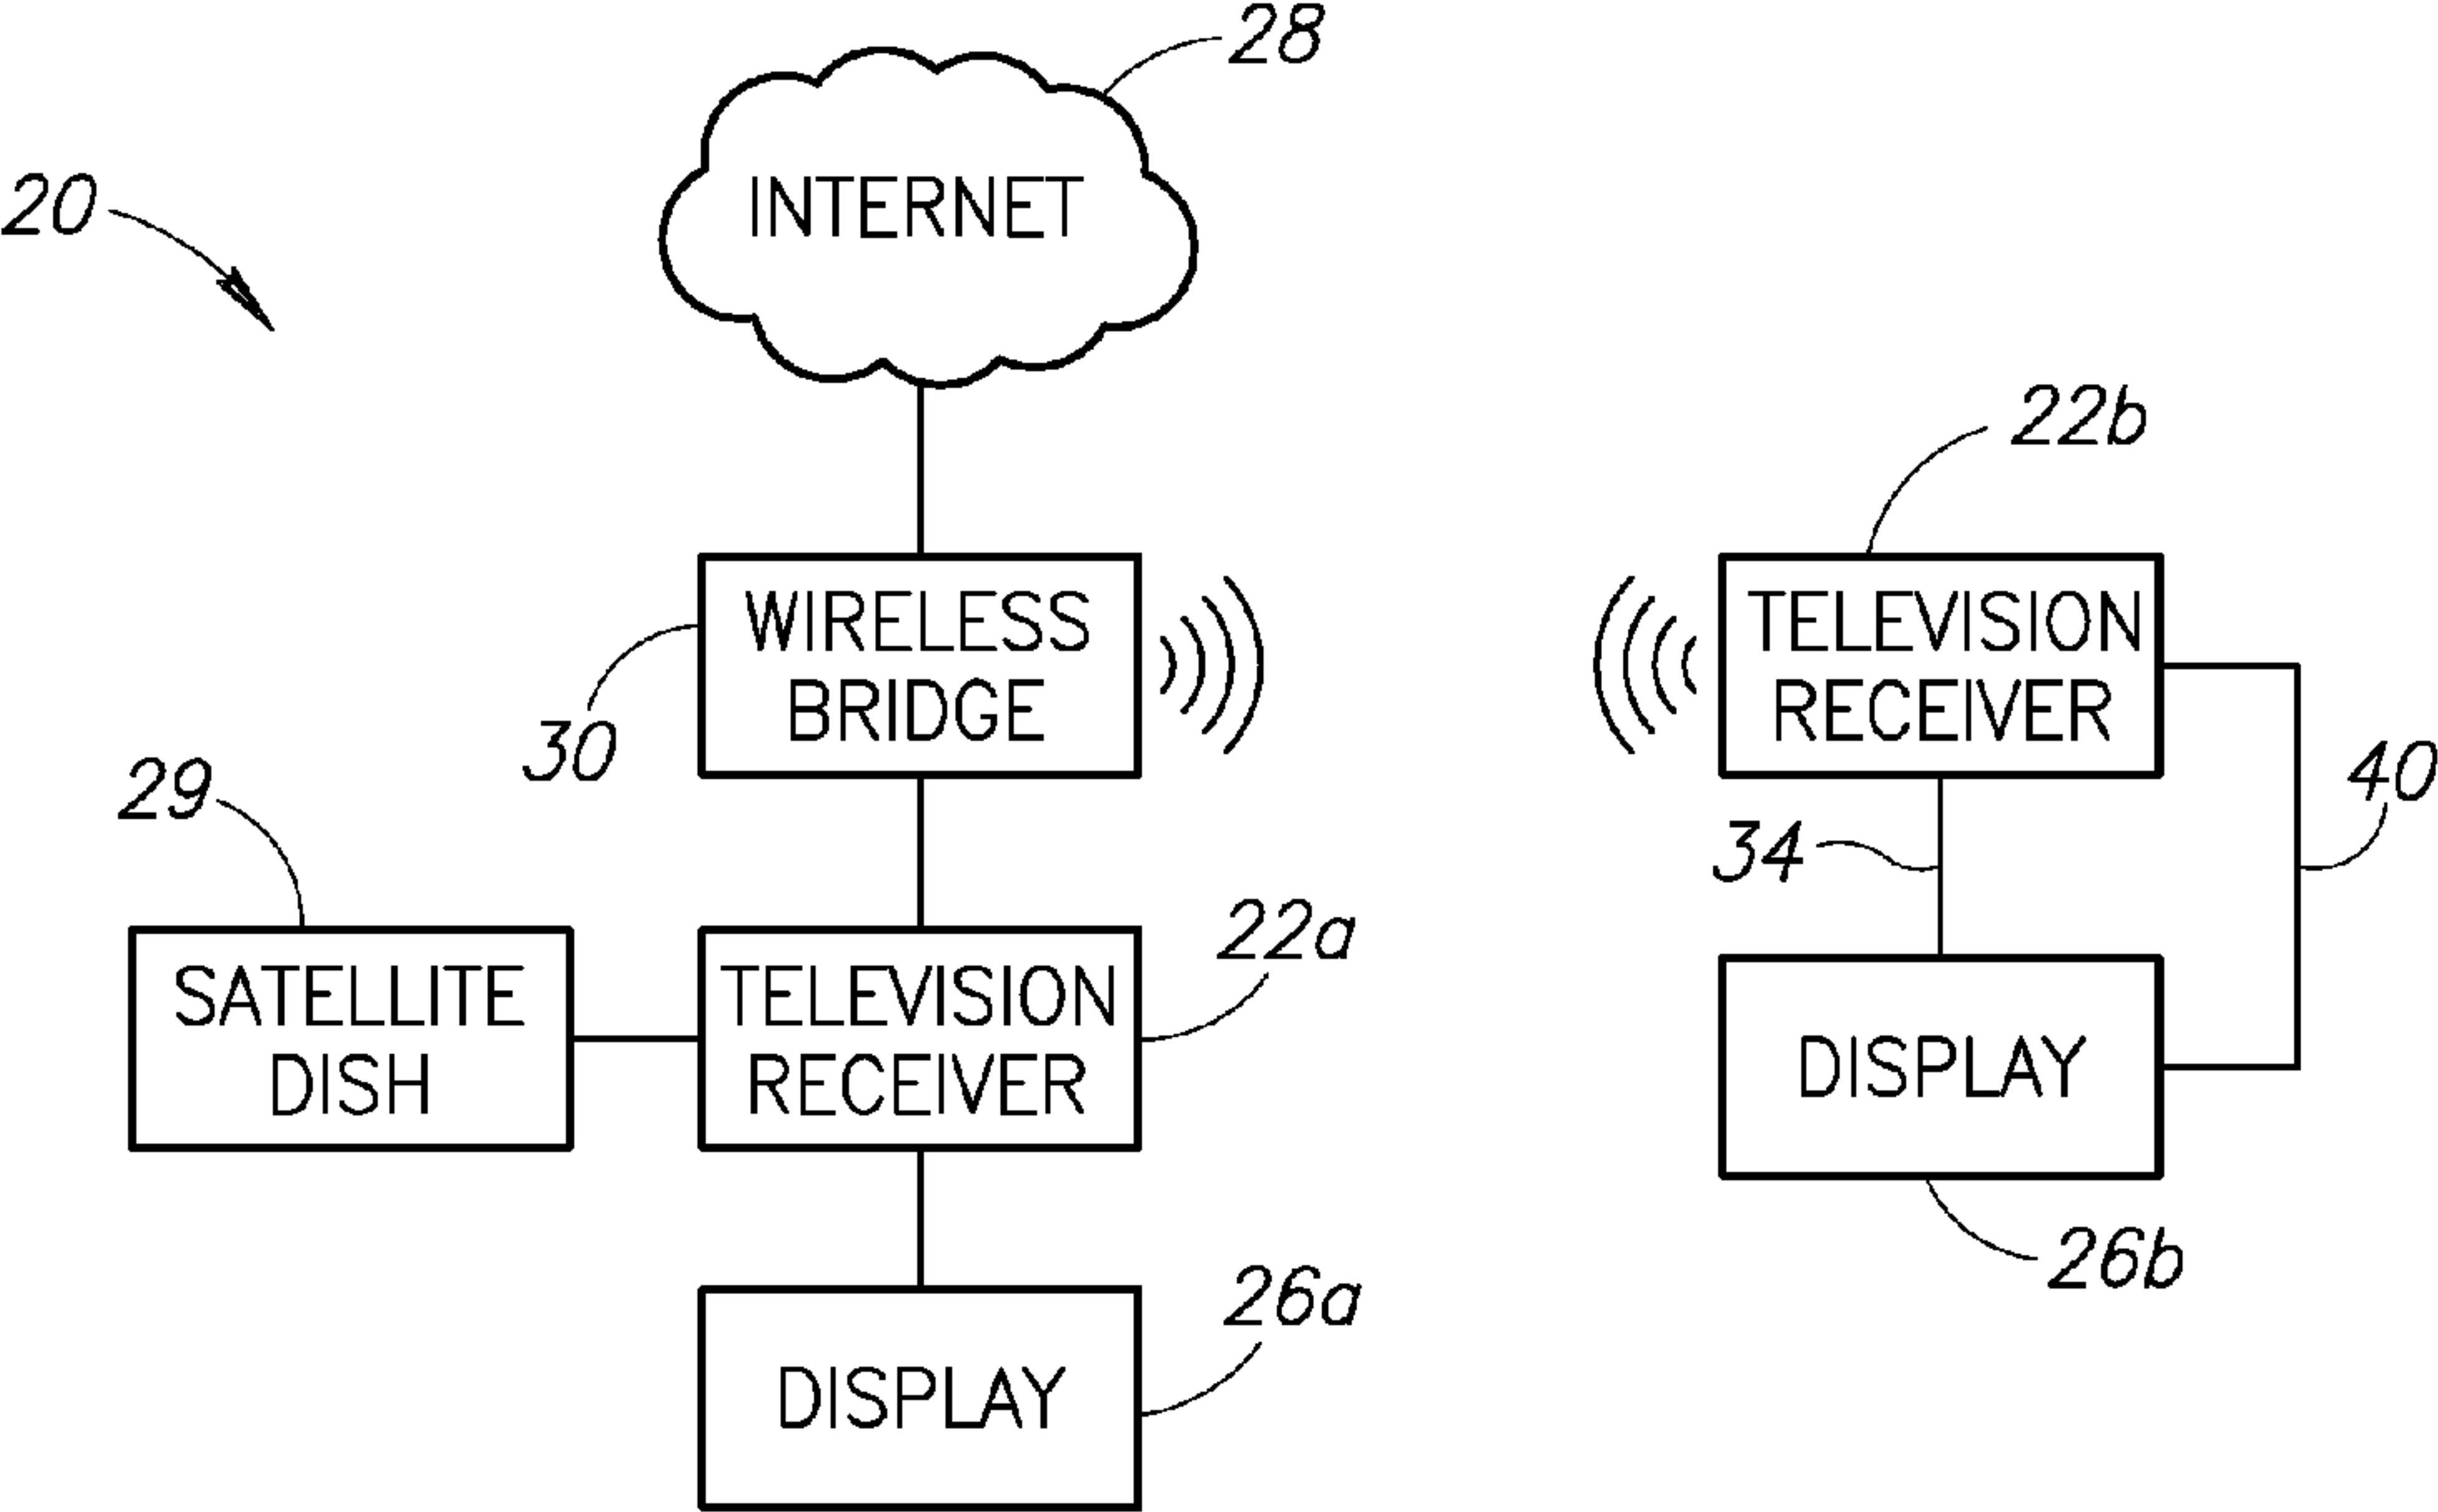 28
INTERNET
20
22b
WIRELESS
BRIDGE
TELEVISION
RECEIVER
30
40
29
34
22a
SATELLITE
DISH
TELEVISION
RECEIVER
DISPLAY
26b
26a
DISPLAY